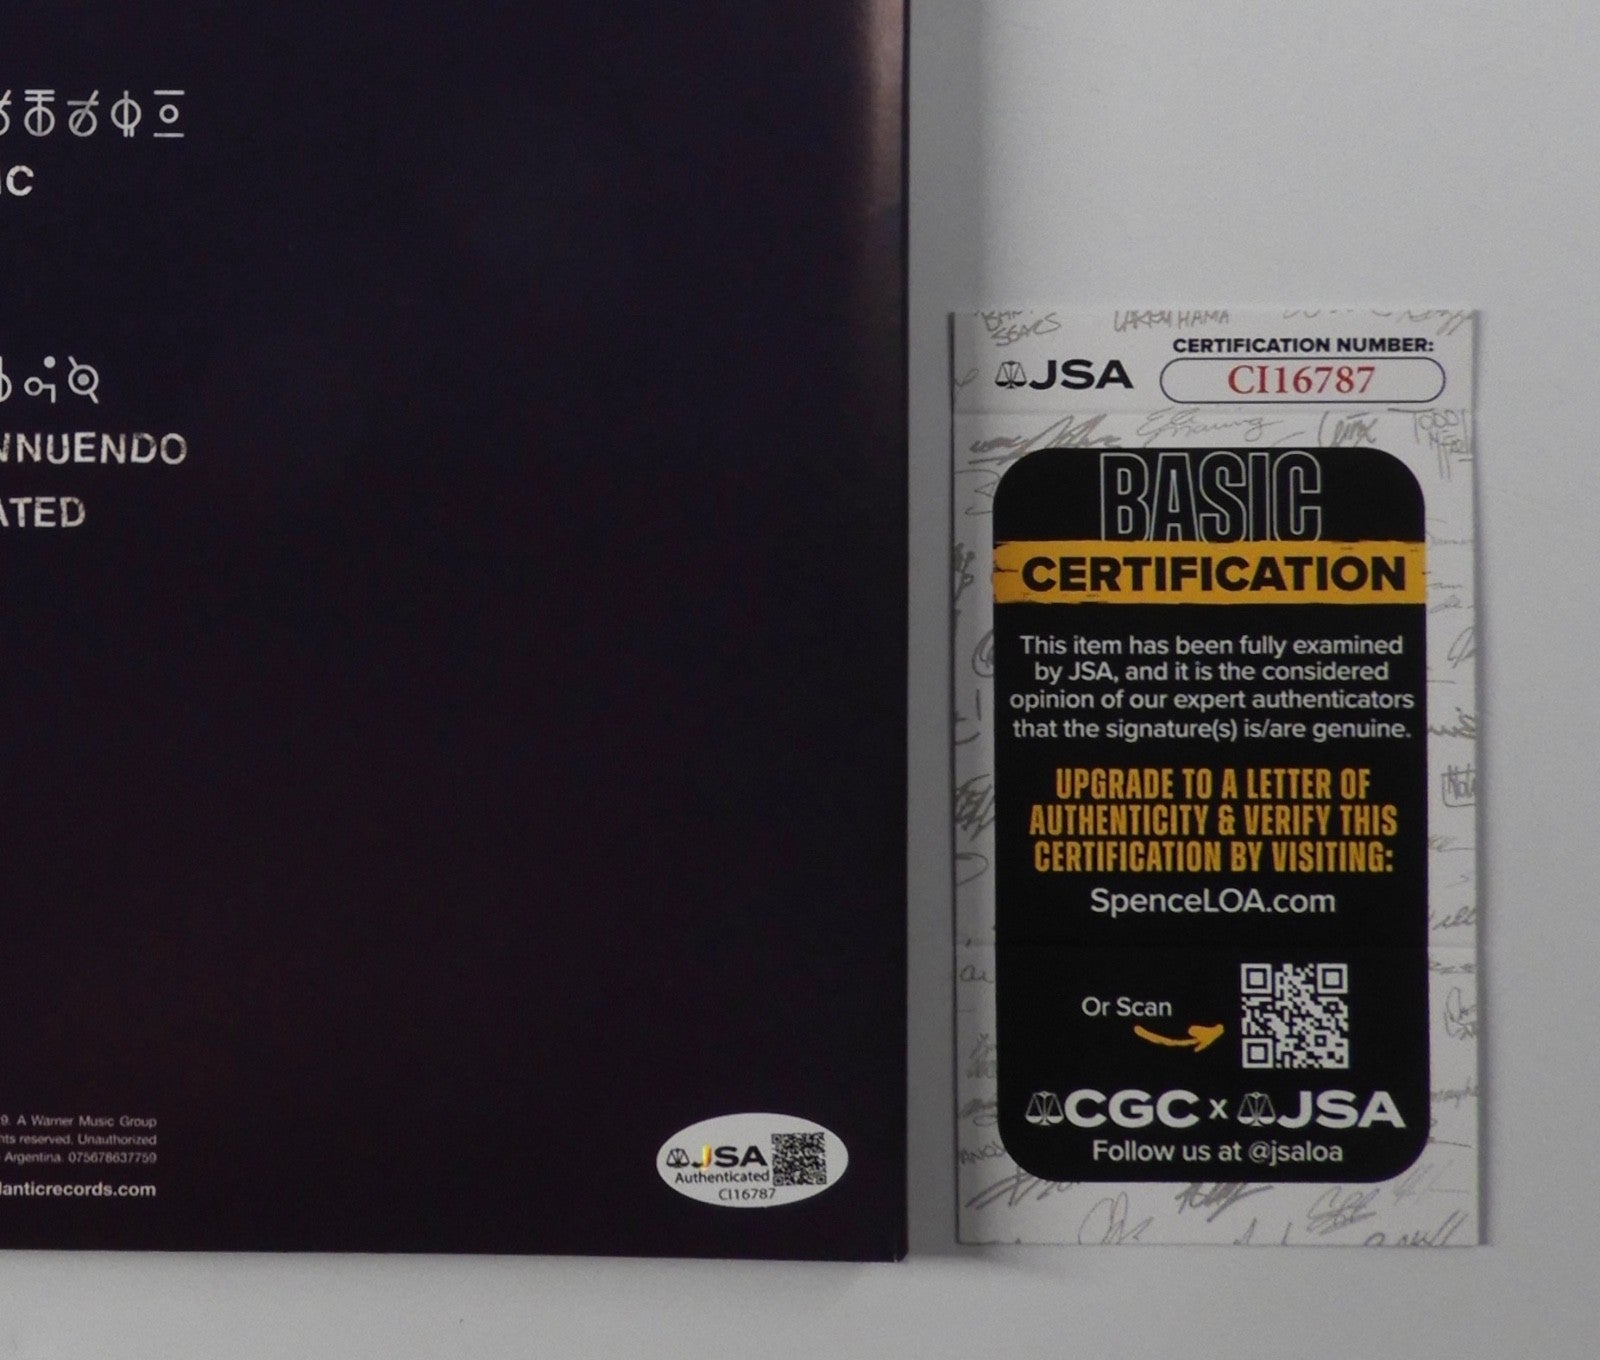 IC
NNUENDO
ATED
9. A Warner Music Group
nts reserved. Unauthorized
Argentina. 075678637759
lanticrecords.com
JSA
Authenticated
CI16787
JSA
CERTIFICATION NUMBER:
CI16787
BASIC
CERTIFICATION
This item has been fully examined
by JSA, and it is the considered
opinion of our expert authenticators
that the signature(s) is/are genuine.
UPGRADE TO A LETTER OF
AUTHENTICITY & VERIFY THIS
CERTIFICATION BY VISITING:
SpenceLOA.com
Or Scan
CGC x JSA
Follow us at @jsaloa